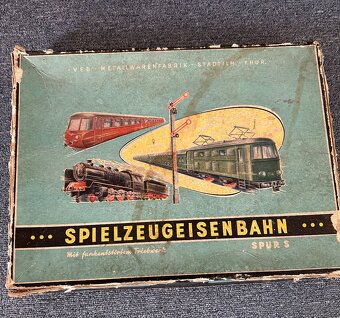 VEB · METALLWARENFABRIK · STADTILM · THÜR.
••• SPIELZEUGEISENBAHN •••
Mit funkentstörtem Triebwerk
SPUR S